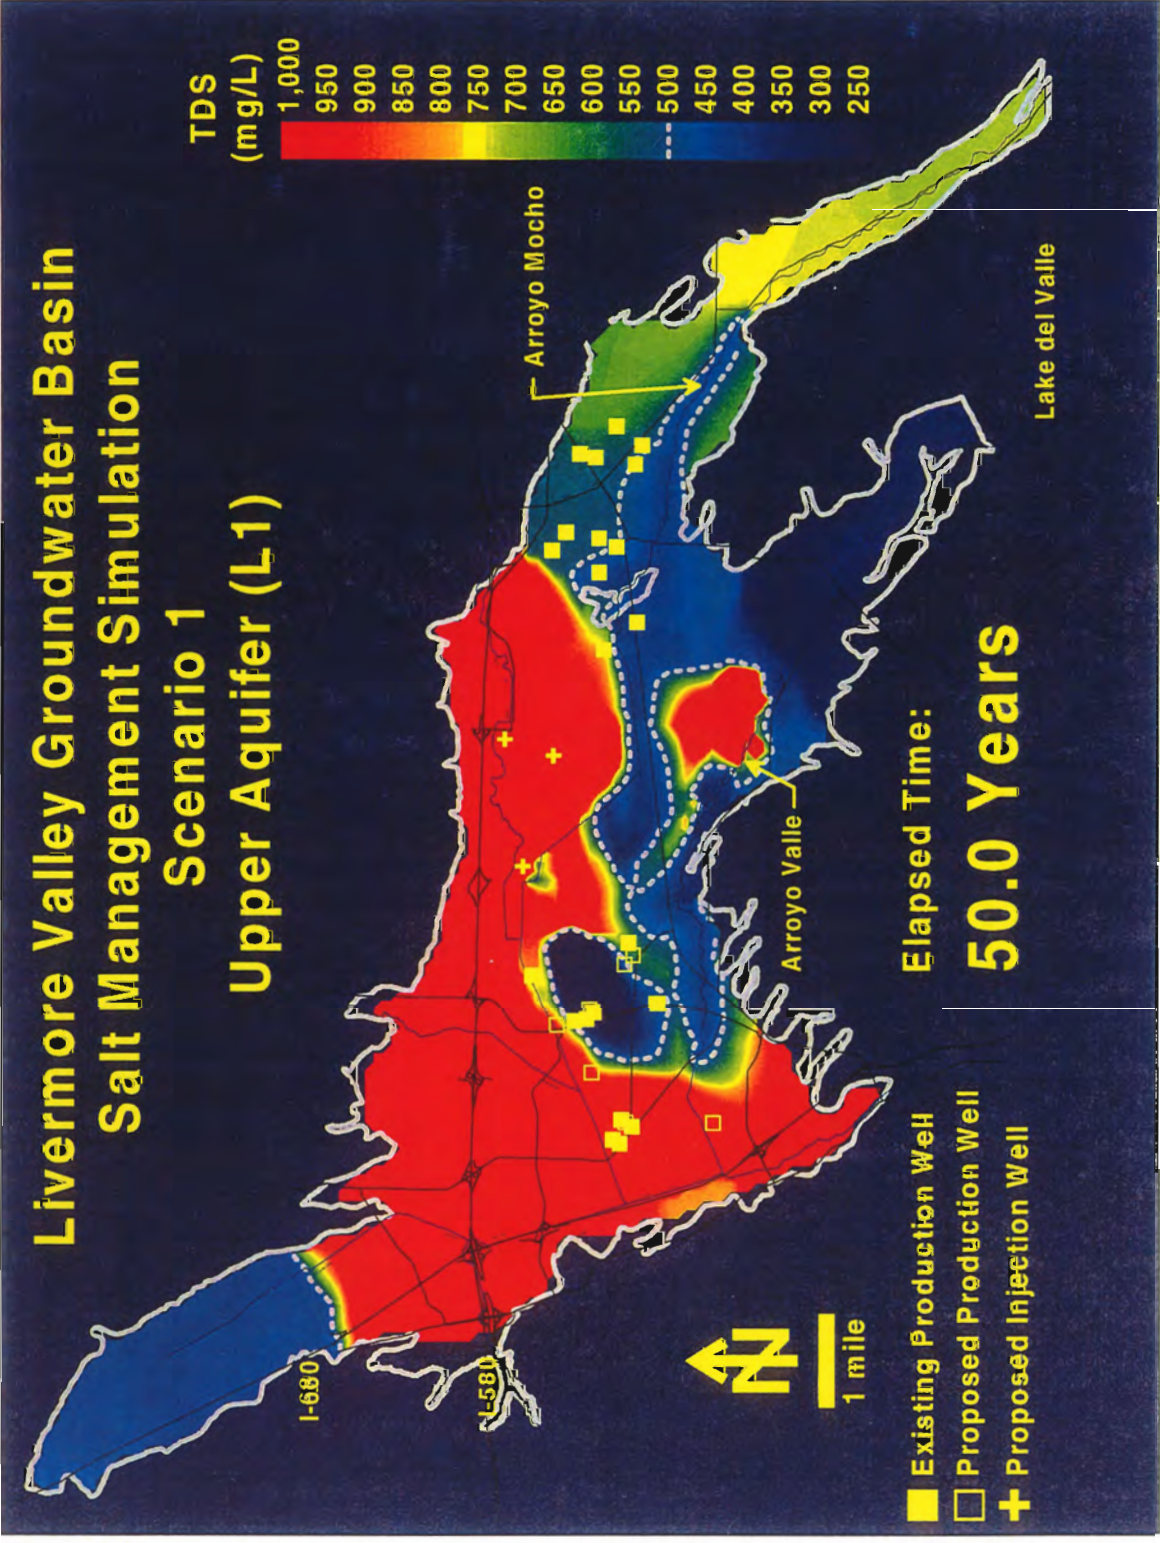 Livermore Valley Groundwater Basin
Salt Management Simulation
Scenario 1
Upper Aquifer (L1)
TDS
(mg/L)
1,000
950
900
850
800
750
700
650
600
550
500
450
400
350
300
250
Arroyo Mocho
Lake del Valle
Arroyo Valle
I-680
I-580
Elapsed Time:
50.0 Years
N
1 mile
Existing Production Well
Proposed Production Well
Proposed Injection Well